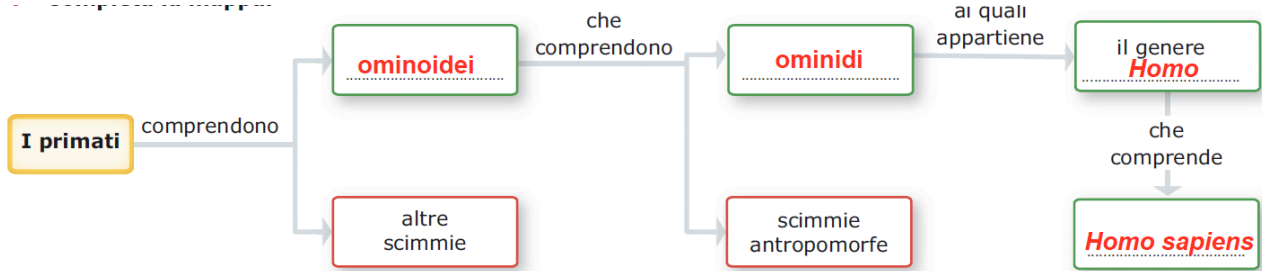 I primati
comprendono
ominoidei
altre
scimmie
che
comprendono
ominidi
scimmie
antropomorfe
ai quali
appartiene
il genere
Homo
che
comprende
Homo sapiens